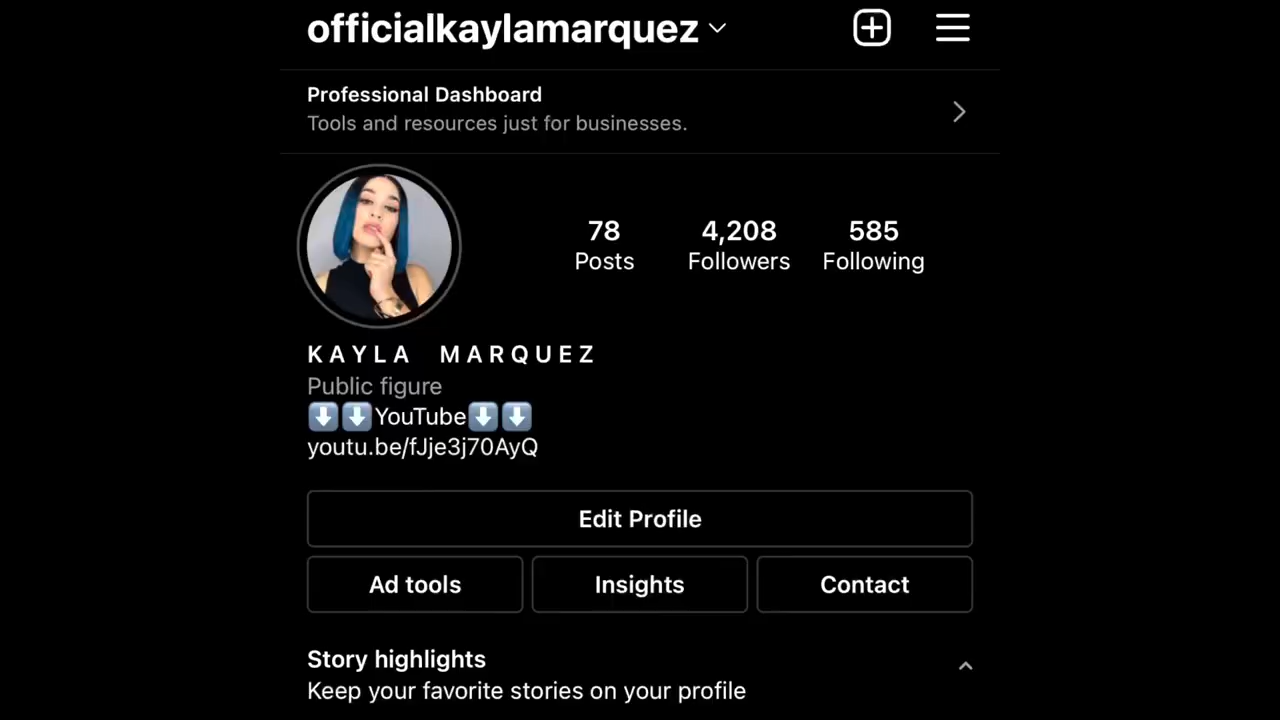 officialkaylamarquez
Professional Dashboard
Tools and resources just for businesses.
78 4,208 585
Posts Followers Following
KAYLA MARQUEZ
Public figure
⬇️⬇️YouTube⬇️⬇️
youtu.be/fJje3j70AyQ
Edit Profile
Ad tools Insights Contact
Story highlights
Keep your favorite stories on your profile